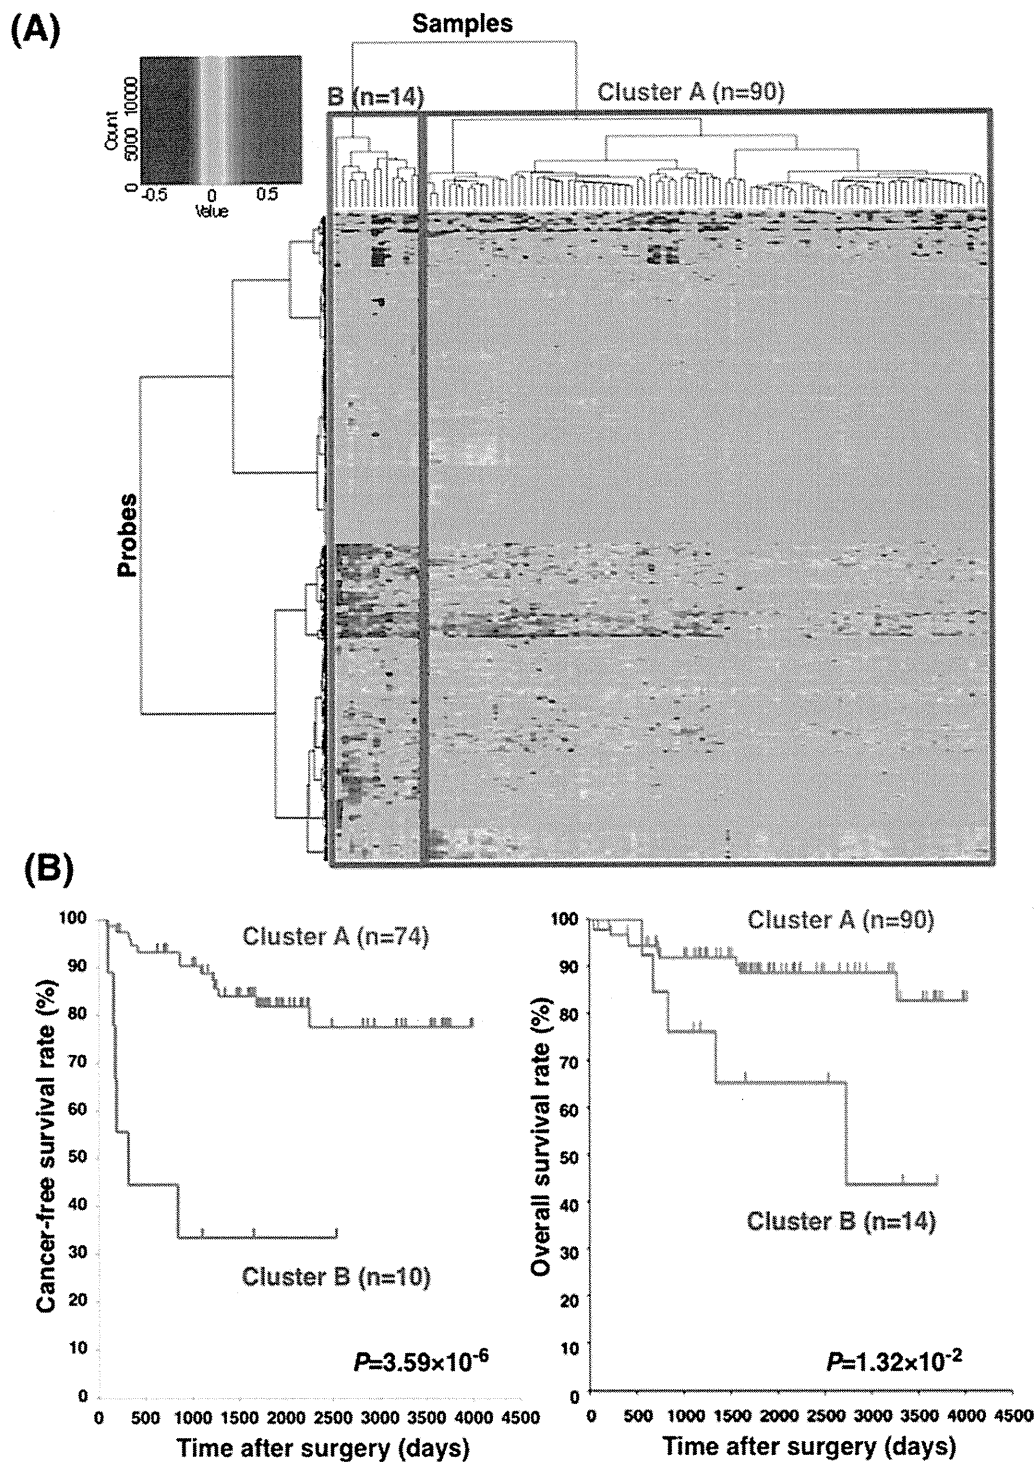 (A)
Samples
B (n=14)
Cluster A (n=90)
Count
0 5000 10000
-0.5 0 0.5
Value
Probes
(B)
Cancer-free survival rate (%)
100
90
80
70
60
50
40
30
20
10
0
Cluster A (n=74)
Cluster B (n=10)
P=3.59×10-6
0 500 1000 1500 2000 2500 3000 3500 4000 4500
Time after surgery (days)
Overall survival rate (%)
100
90
80
70
60
50
40
30
20
10
0
Cluster A (n=90)
Cluster B (n=14)
P=1.32×10-2
0 500 1000 1500 2000 2500 3000 3500 4000 4500
Time after surgery (days)